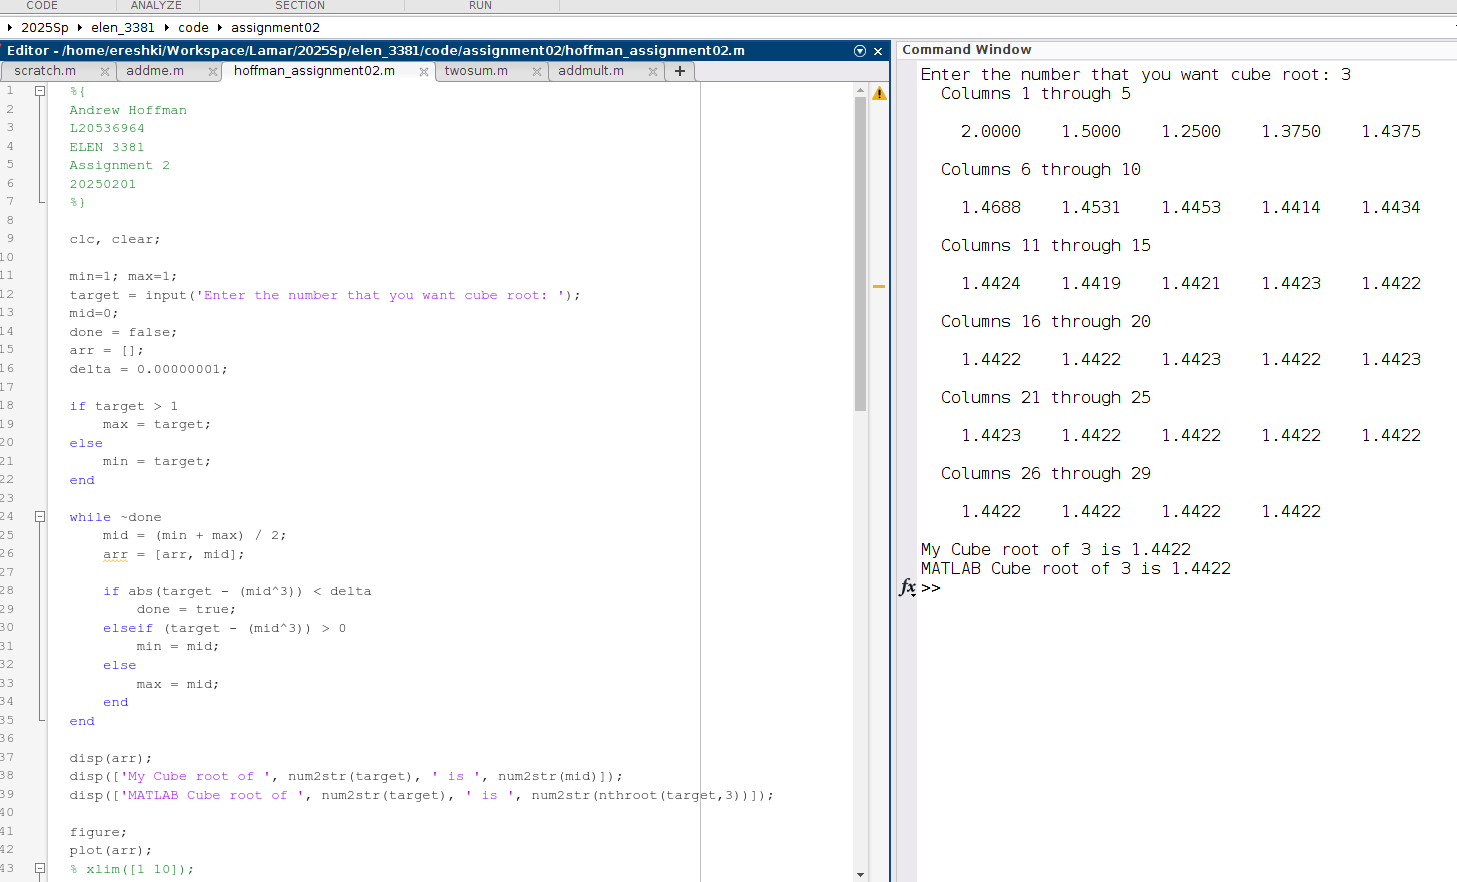 CODE ANALYZE SECTION RUN
2025Sp elen_3381 code assignment02
Editor - /home/ereshki/Workspace/Lamar/2025Sp/elen_3381/code/assignment02/hoffman_assignment02.m
scratch.m addme.m hoffman_assignment02.m twosum.m addmult.m +
1 %{
2 Andrew Hoffman
3 L20536964
4 ELEN 3381
5 Assignment 2
6 20250201
7 %}
8
9 clc, clear;
10
11 min=1; max=1;
12 target = input('Enter the number that you want cube root: ');
13 mid=0;
14 done = false;
15 arr = [];
16 delta = 0.00000001;
17
18 if target > 1
19     max = target;
20 else
21     min = target;
22 end
23
24 while ~done
25     mid = (min + max) / 2;
26     arr = [arr, mid];
27
28     if abs(target - (mid^3)) < delta
29         done = true;
30     elseif (target - (mid^3)) > 0
31         min = mid;
32     else
33         max = mid;
34     end
35 end
36
37 disp(arr);
38 disp(['My Cube root of ', num2str(target), ' is ', num2str(mid)]);
39 disp(['MATLAB Cube root of ', num2str(target), ' is ', num2str(nthroot(target,3))]);
40
41 figure;
42 plot(arr);
43 % xlim([1 10]);
Command Window
Enter the number that you want cube root: 3
Columns 1 through 5
2.0000 1.5000 1.2500 1.3750 1.4375
Columns 6 through 10
1.4688 1.4531 1.4453 1.4414 1.4434
Columns 11 through 15
1.4424 1.4419 1.4421 1.4423 1.4422
Columns 16 through 20
1.4422 1.4422 1.4423 1.4422 1.4423
Columns 21 through 25
1.4423 1.4422 1.4422 1.4422 1.4422
Columns 26 through 29
1.4422 1.4422 1.4422 1.4422
My Cube root of 3 is 1.4422
MATLAB Cube root of 3 is 1.4422
fx >>